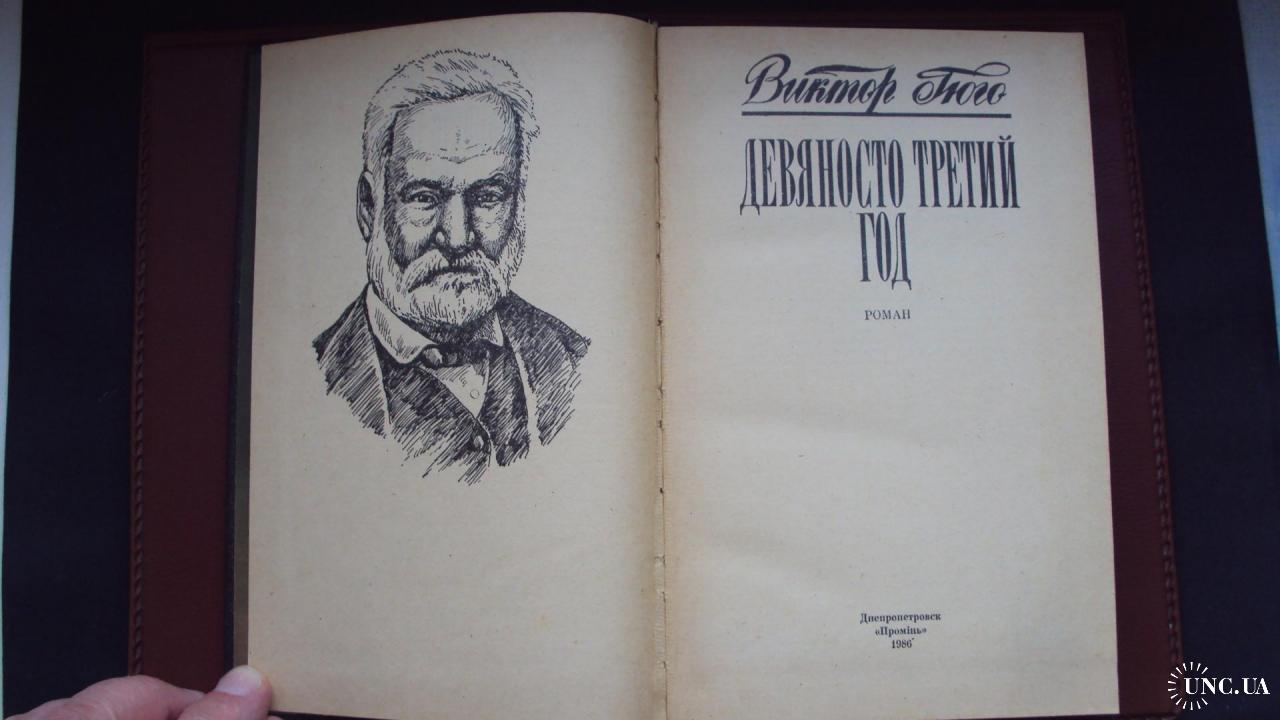 Виктор Гюго
ДЕВЯНОСТО ТРЕТИЙ
ГОД
РОМАН
Днепропетровск
«Промінь»
1986
UNC.UA